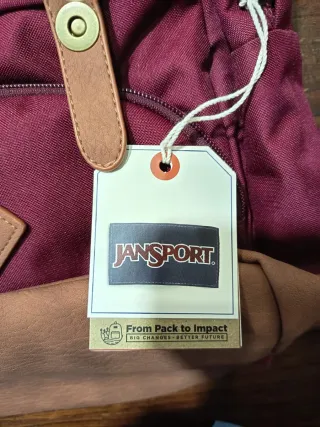 JANSPORT.
From Pack to Impact
BIG CHANGES • BETTER FUTURE